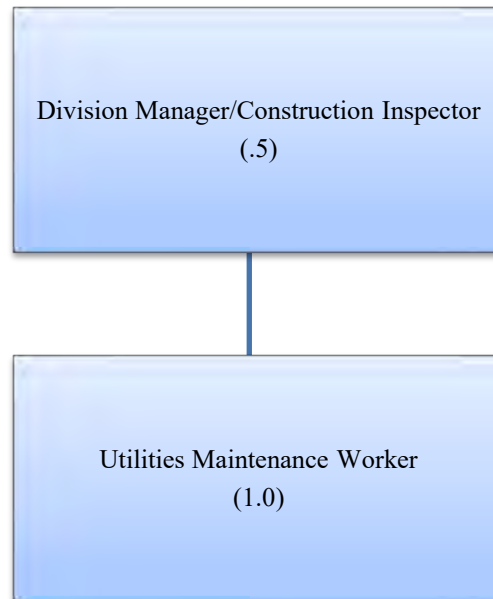 Division Manager/Construction Inspector
(.5)
Utilities Maintenance Worker
(1.0)